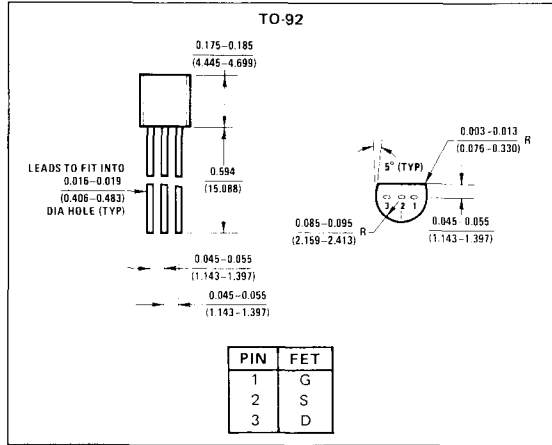 TO-92
0.175–0.185
(4.445–4.699)
0.003–0.013
(0.076–0.330)
R
5° (TYP)
LEADS TO FIT INTO
0.016–0.019
(0.406–0.483)
DIA HOLE (TYP)
0.594
(15.088)
3 2 1
0.085–0.095
(2.159–2.413)
R
0.045–0.055
(1.143–1.397)
0.045–0.055
(1.143–1.397)
0.045–0.055
(1.143–1.397)
PIN FET
1 G
2 S
3 D